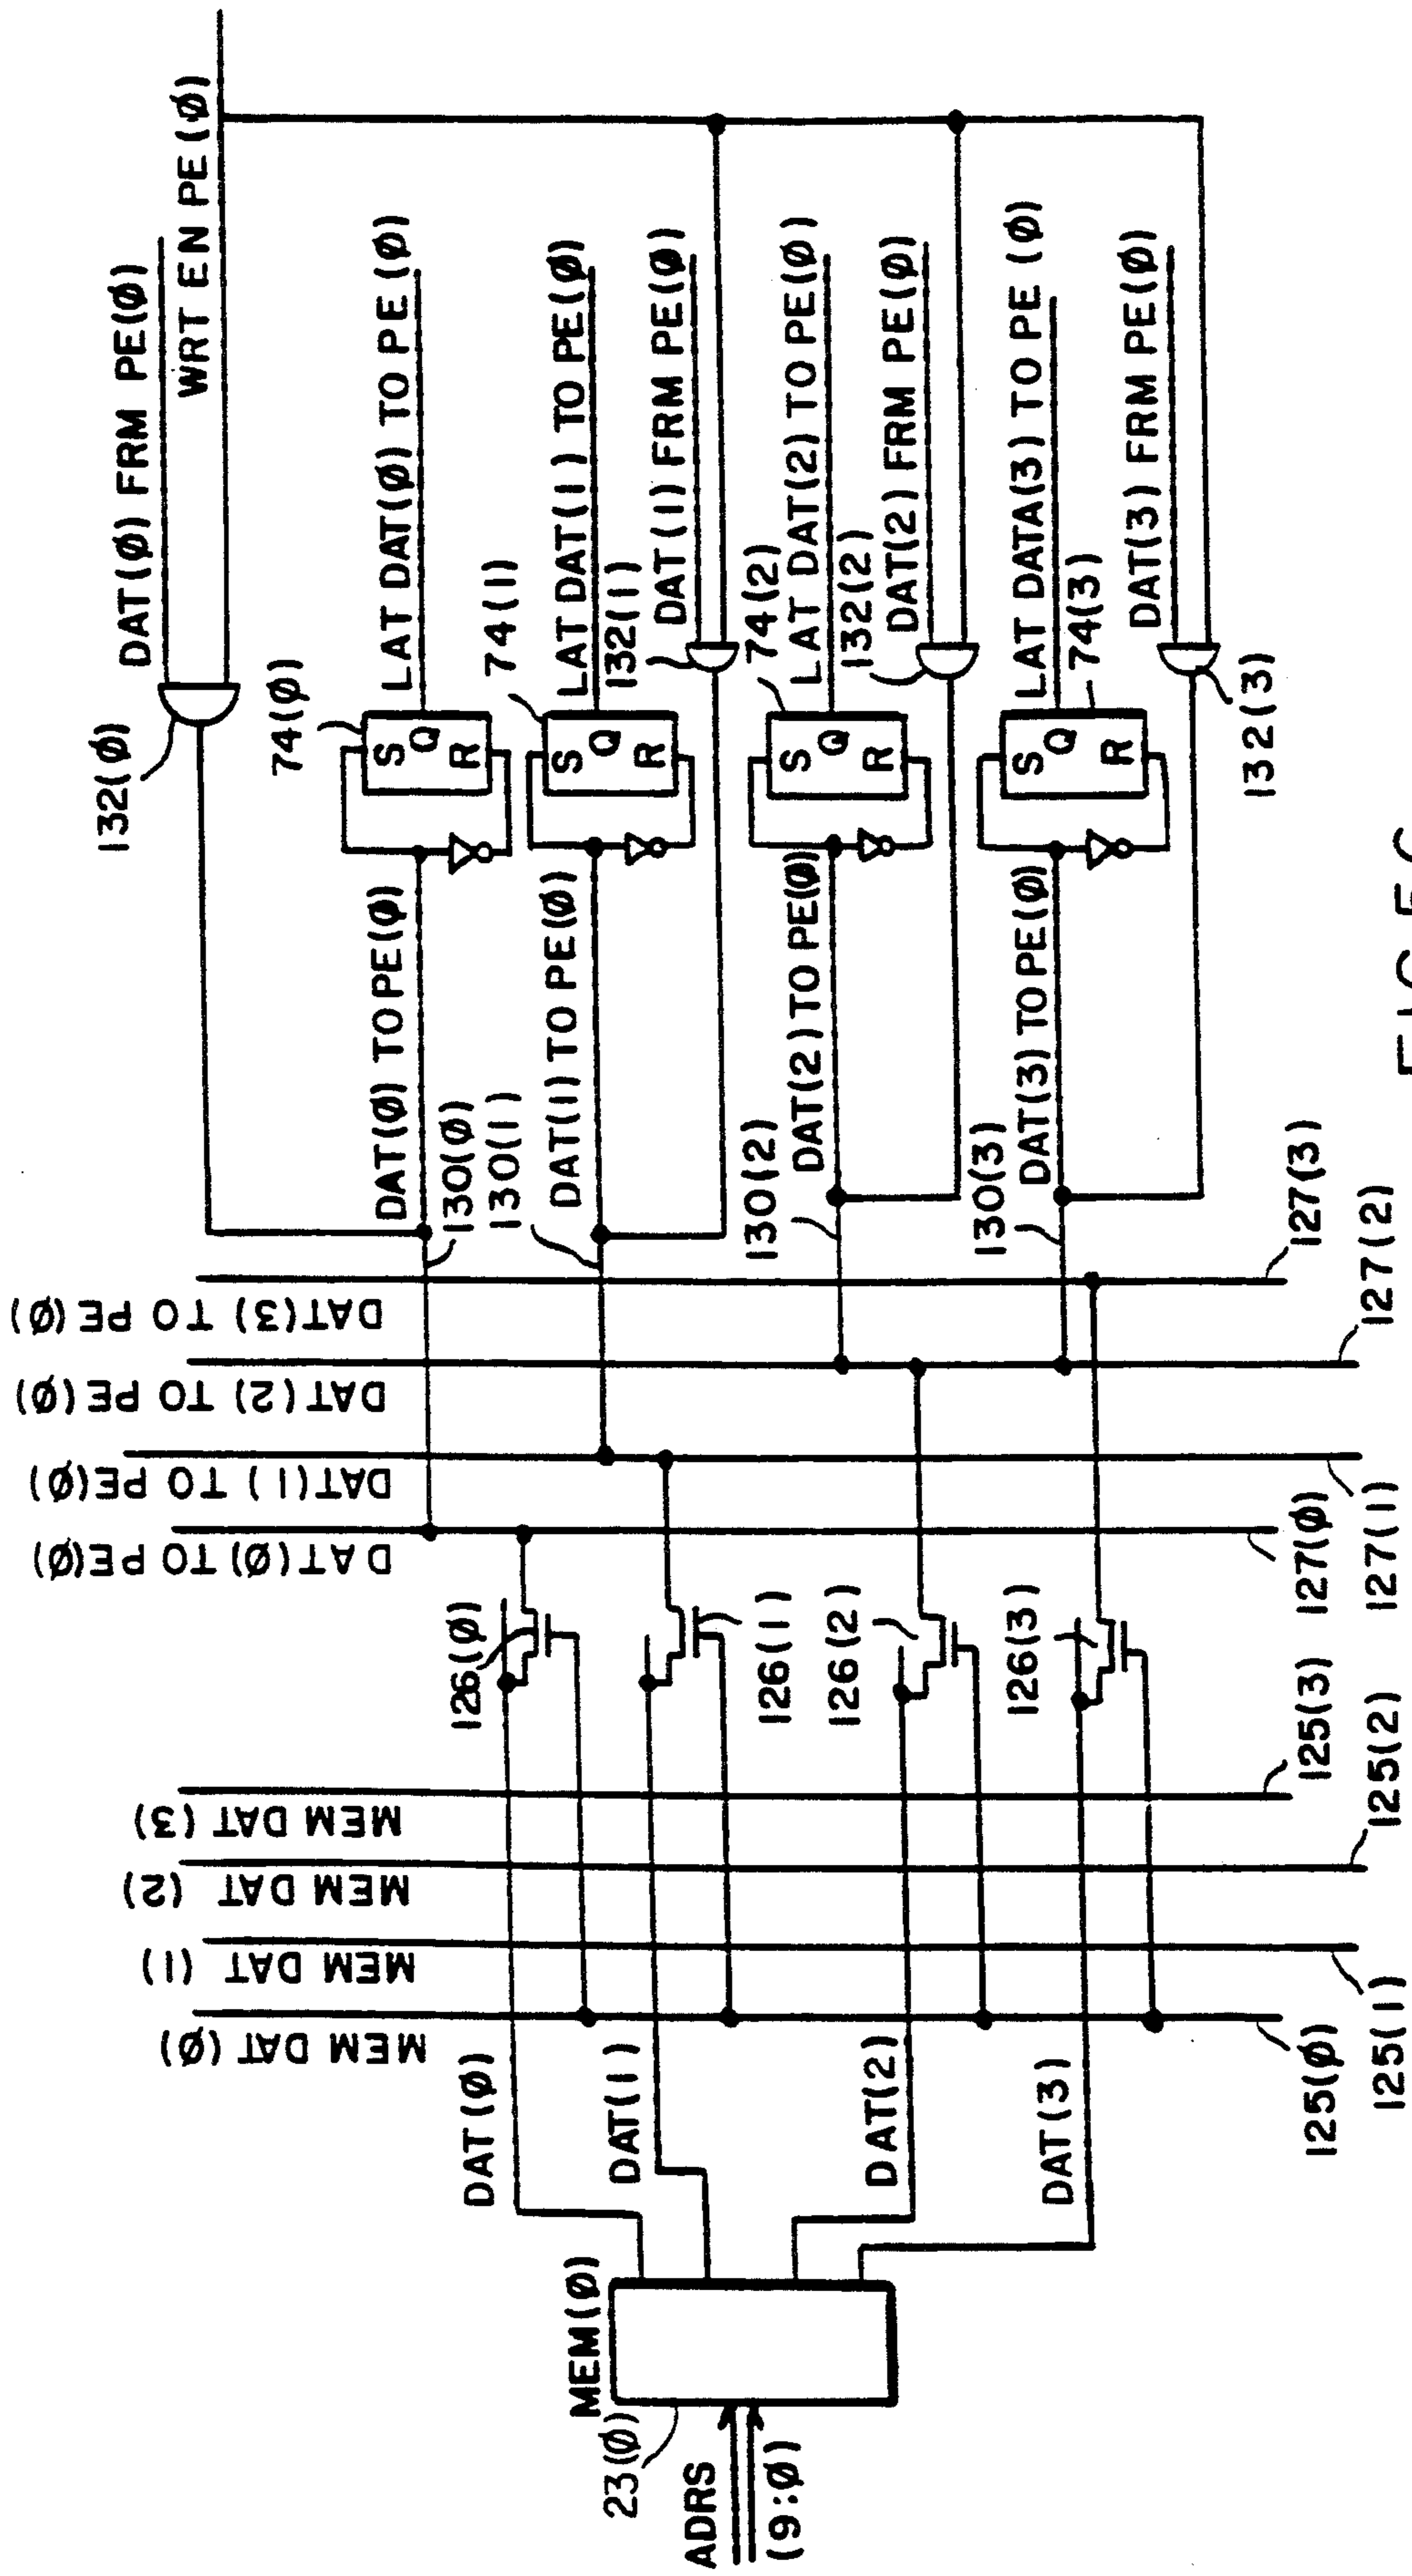 DAT(Ø) FRM PE(Ø)
WRT EN PE(Ø)
132(Ø)
74(Ø)
LAT DAT(Ø) TO PE(Ø)
S
Q
R
DAT(Ø) TO PE(Ø)
130(Ø)
74(1)
LAT DAT(1) TO PE(Ø)
S
Q
R
130(1)
DAT(1) TO PE(Ø)
132(1)
DAT(1) FRM PE(Ø)
74(2)
LAT DAT(2) TO PE(Ø)
S
Q
R
130(2)
DAT(2) TO PE(Ø)
132(2)
DAT(2) FRM PE(Ø)
LAT DATA(3) TO PE (Ø)
74(3)
S
Q
R
130(3)
DAT(3) TO PE(Ø)
DAT(3) FRM PE(Ø)
132(3)
DAT(3) TO PE(Ø)
DAT(2) TO PE(Ø)
DAT(1) TO PE(Ø)
DAT(Ø) TO PE(Ø)
127(3)
127(2)
127(1)
127(Ø)
126(Ø)
126(1)
126(2)
126(3)
MEM DAT (3)
MEM DAT (2)
MEM DAT (1)
MEM DAT (Ø)
125(3)
125(2)
125(1)
125(Ø)
DAT(Ø)
DAT(1)
DAT(2)
DAT(3)
MEM(Ø)
23(Ø)
ADRS
(9:Ø)